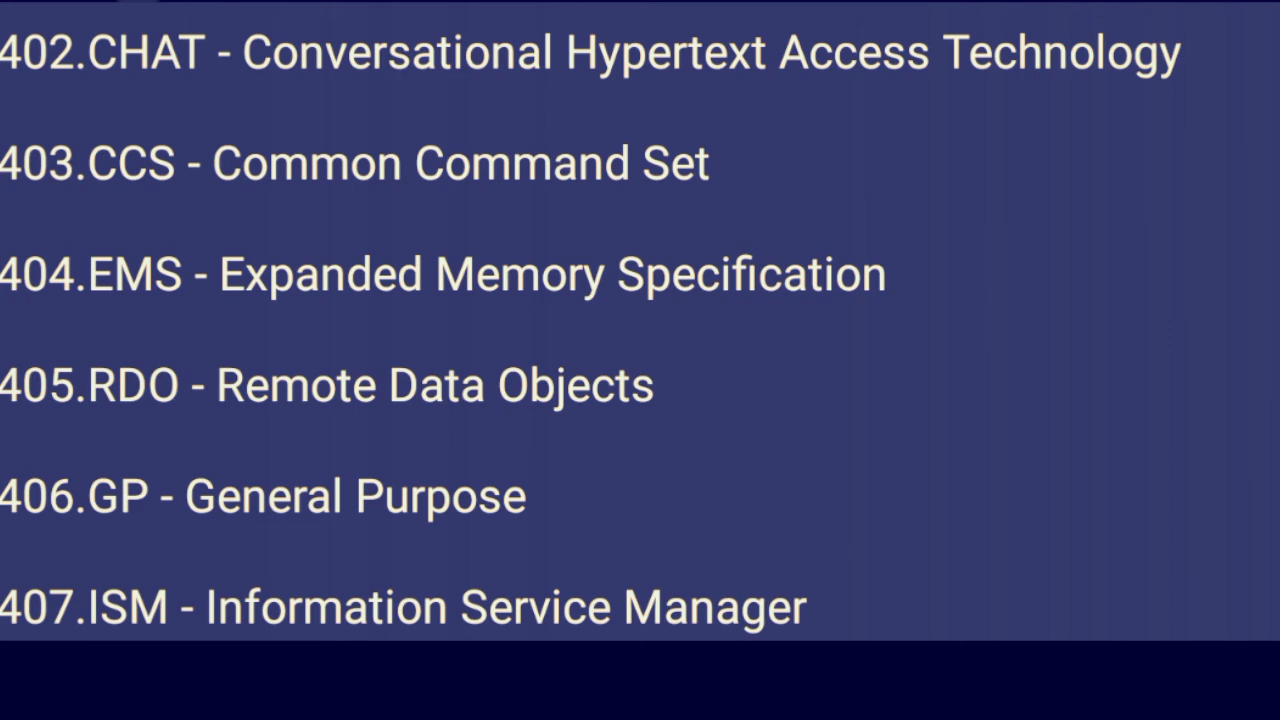 402.CHAT - Conversational Hypertext Access Technology
403.CCS - Common Command Set
404.EMS - Expanded Memory Specification
405.RDO - Remote Data Objects
406.GP - General Purpose
407.ISM - Information Service Manager